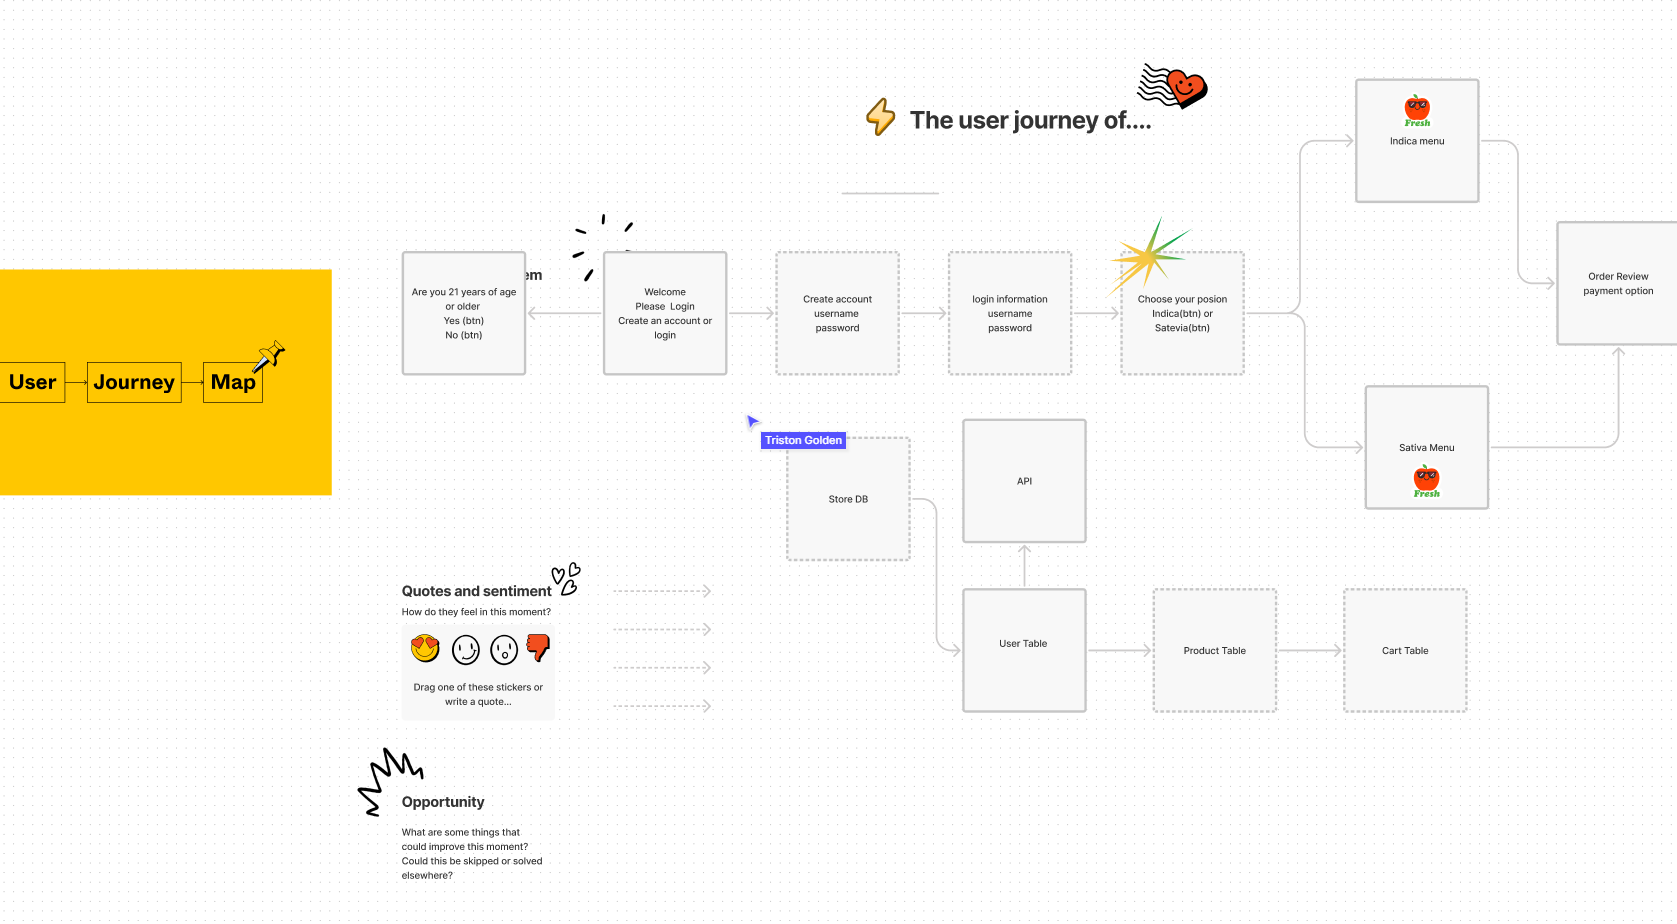 The user journey of....
User
Journey
Map
em
Are you 21 years of age
or older
Yes (btn)
No (btn)
Welcome
Please Login
Create an account or
login
Create account
username
password
login information
username
password
Choose your posion
Indica(btn) or
Satevia(btn)
Fresh
Indica menu
Order Review
payment option
Sativa Menu
Fresh
Triston Golden
Store DB
API
User Table
Product Table
Cart Table
Quotes and sentiment
How do they feel in this moment?
Drag one of these stickers or
write a quote...
Opportunity
What are some things that
could improve this moment?
Could this be skipped or solved
elsewhere?